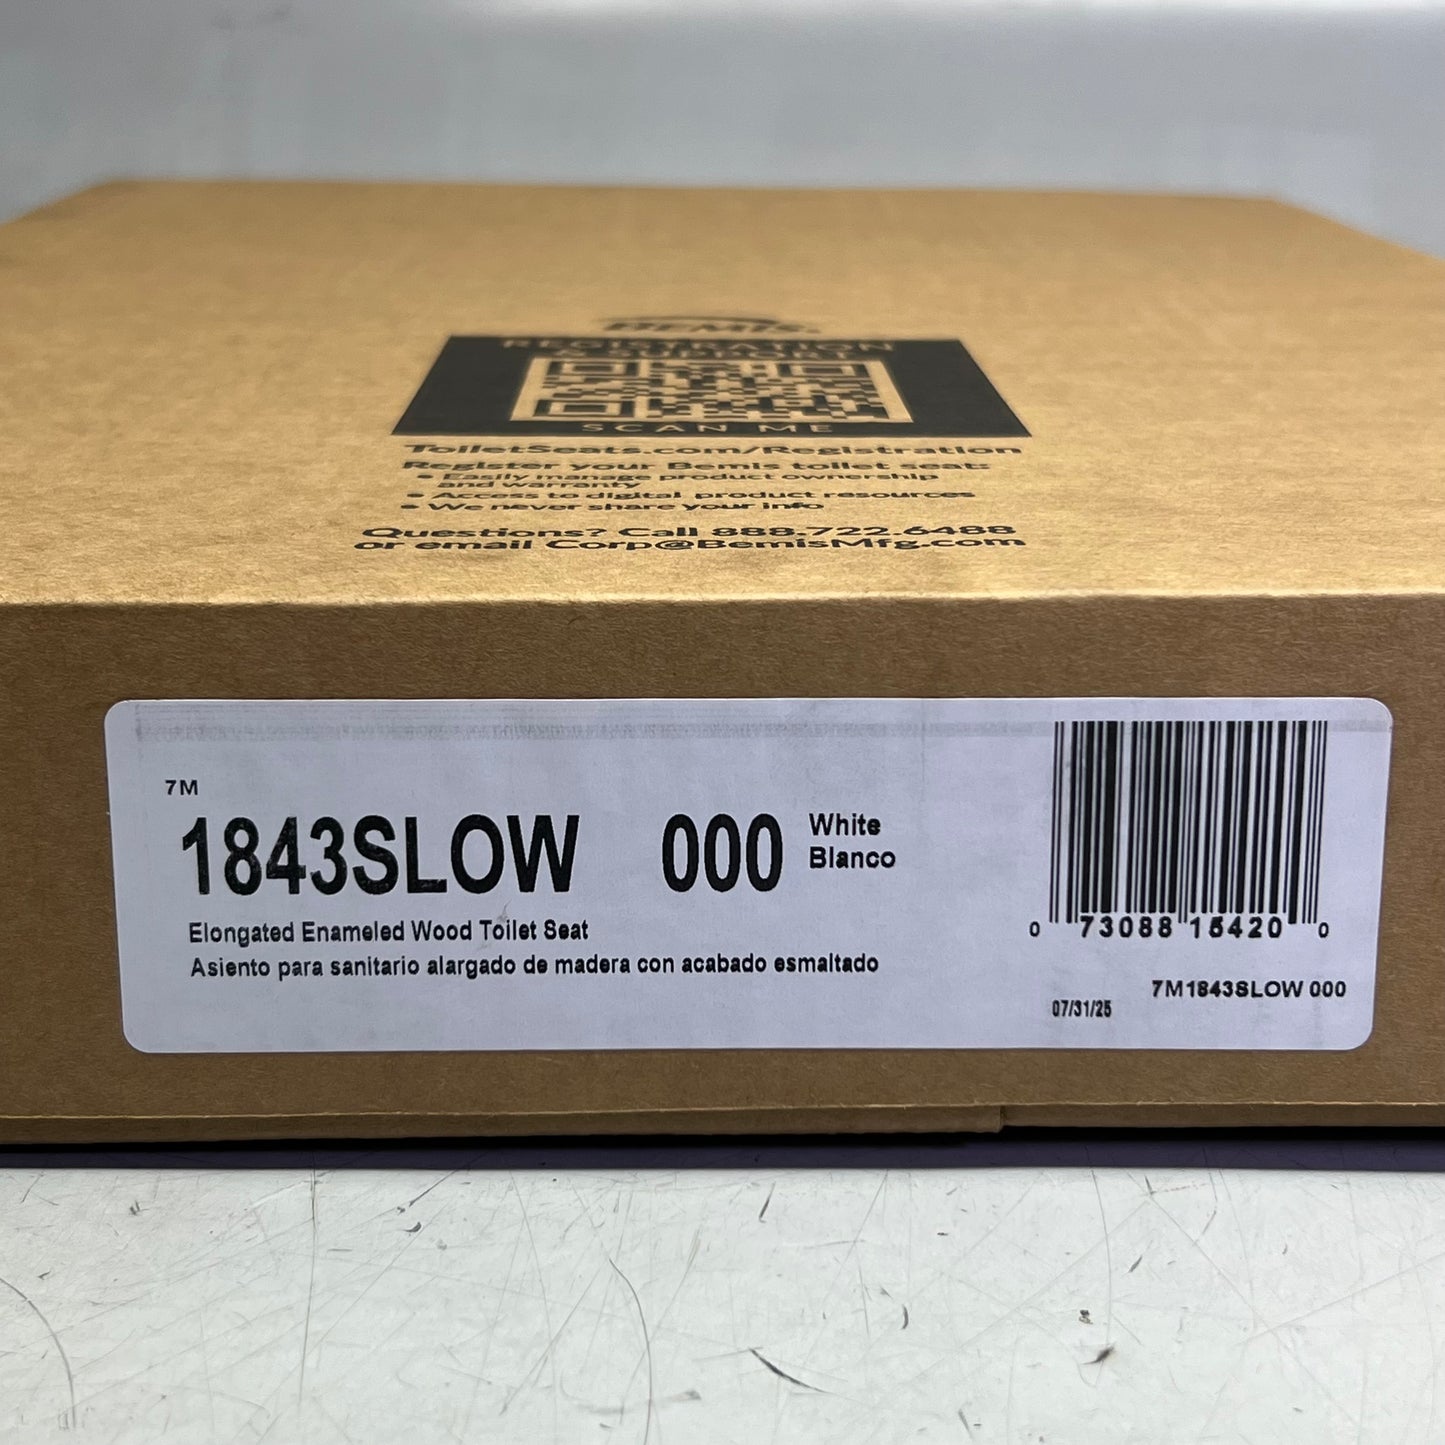 BEMIS
REGISTRATION
& SUPPORT
SCAN ME
ToiletSeats.com/Registration
Register your Bemis toilet seat:
• Easily manage product ownership
and warranty
• Access to digital product resources
• We never share your info
Questions? Call 888.722.6488
or email Corp@BemisMfg.com
7M
1843SLOW 000 White
Blanco
Elongated Enameled Wood Toilet Seat
Asiento para sanitario alargado de madera con acabado esmaltado
0 73088 15420 0
7M1843SLOW 000
07/31/25